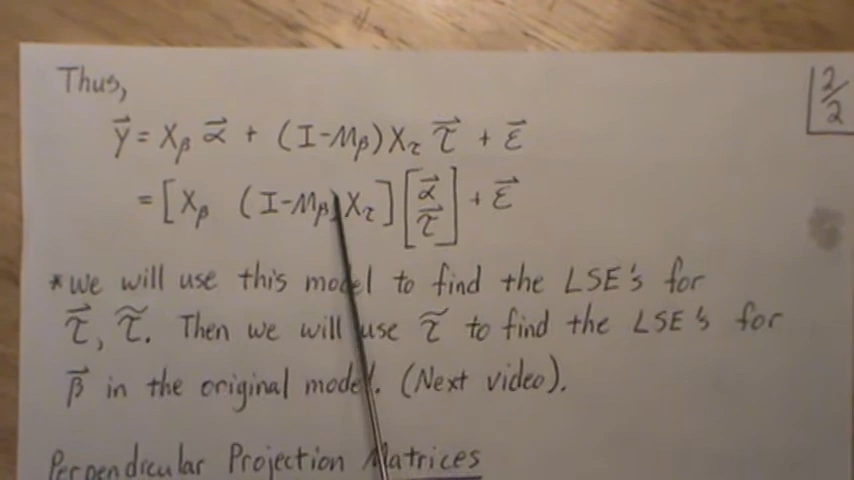 Thus,
2/2
y⃗ = X_β α⃗ + (I-M_β)X_τ τ⃗ + ε⃗
= [X_β (I-M_β)X_τ] [α⃗ τ⃗] + ε⃗
*we will use this model to find the LSE's for
τ⃗, τ̃. Then we will use τ̃ to find the LSE's for
β⃗ in the original model. (Next video).
Perpendicular Projection Matrices